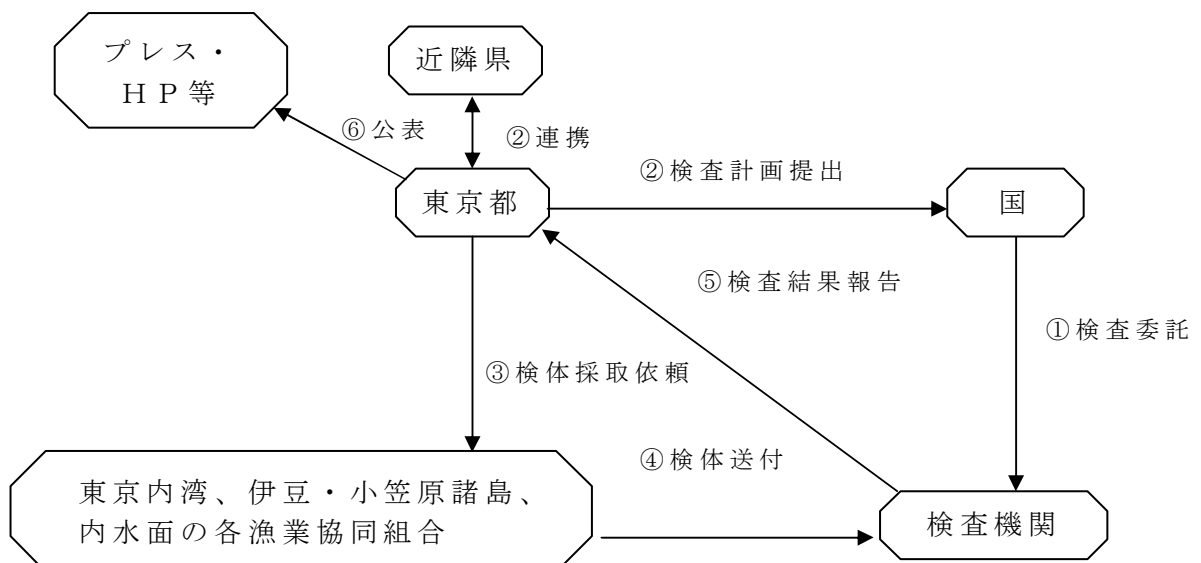 プレス・
ＨＰ等
近隣県
⑥公表
②連携
②検査計画提出
東京都
国
⑤検査結果報告
①検査委託
③検体採取依頼
④検体送付
東京内湾、伊豆・小笠原諸島、
内水面の各漁業協同組合
検査機関